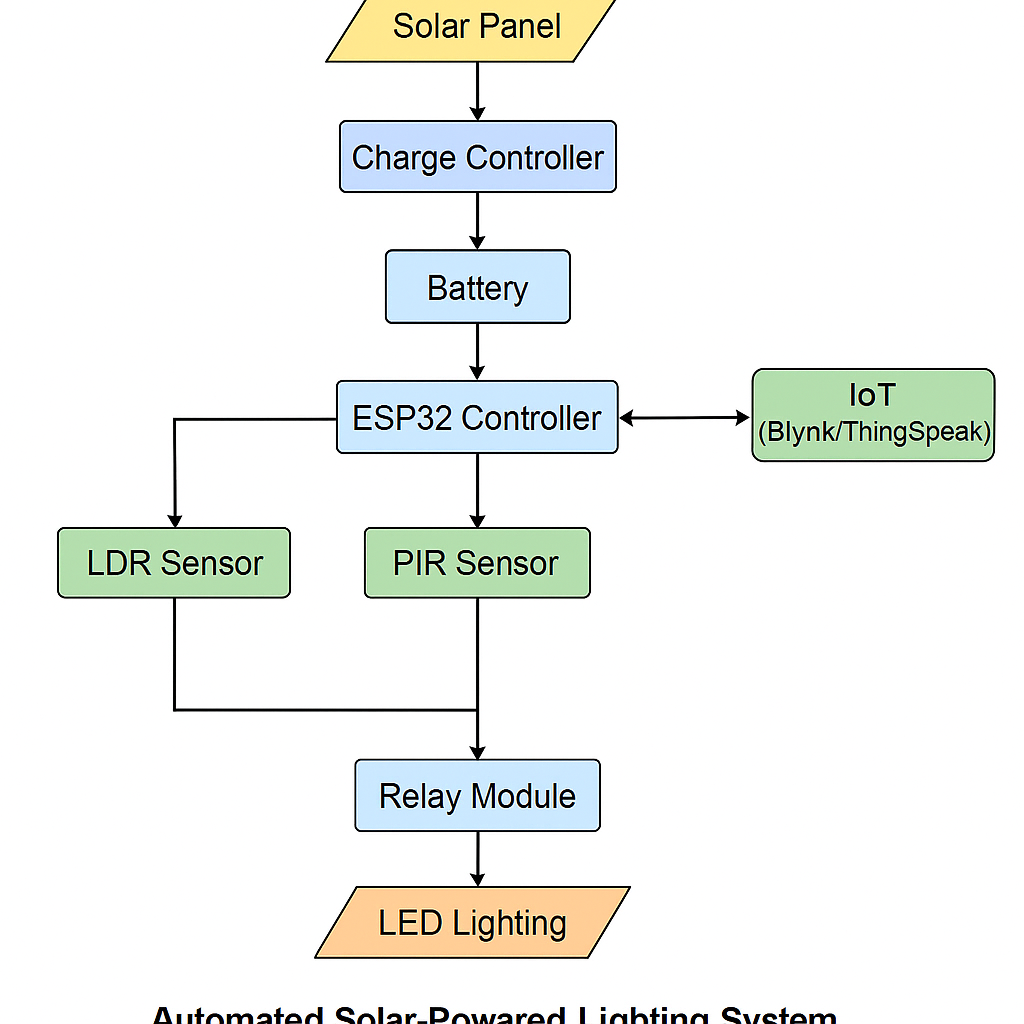 Solar Panel
Charge Controller
Battery
ESP32 Controller
IoT
(Blynk/ThingSpeak)
LDR Sensor
PIR Sensor
Relay Module
LED Lighting
Automated Solar-Powared Lighting System